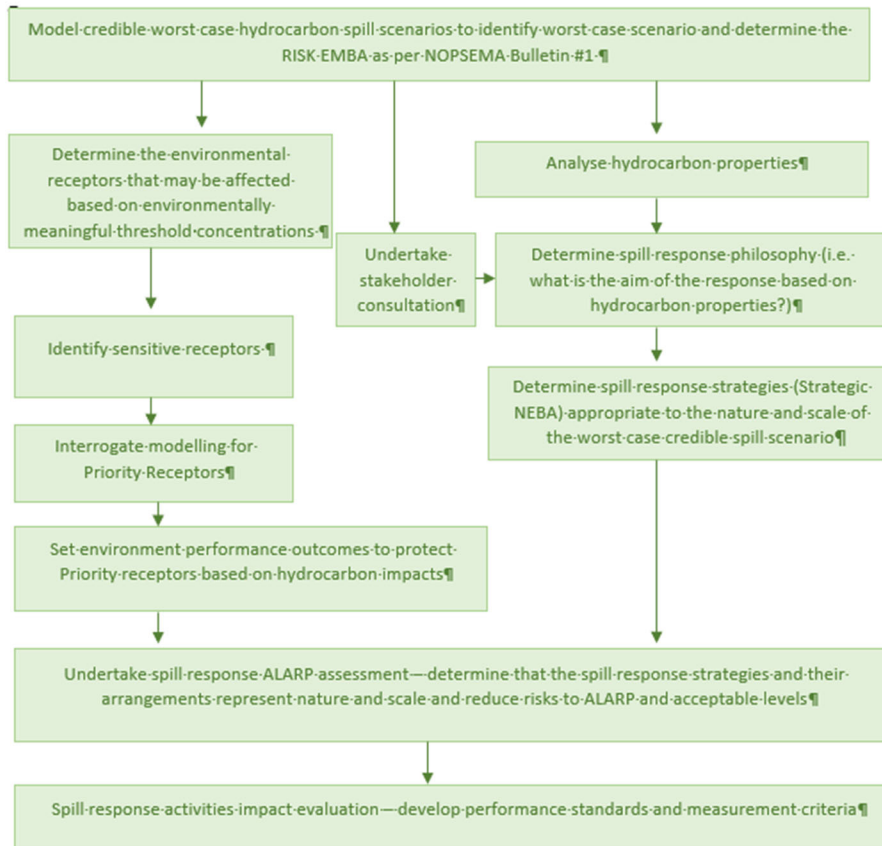 Model·credible·worst·case·hydrocarbon·spill·scenarios·to·identify·worst·case·scenario·and·determine·the·
RISK·EMBA·as·per·NOPSEMA·Bulletin·#1·¶
Determine·the·environmental·
receptors·that·may·be·affected·
based·on·environmentally·
meaningful·threshold·concentrations·¶
Analyse·hydrocarbon·properties¶
Undertake·
stakeholder·
consultation¶
Determine·spill·response·philosophy·(i.e.·
what·is·the·aim·of·the·response·based·on·
hydrocarbon·properties?)¶
Identify·sensitive·receptors·¶
Determine·spill·response·strategies·(Strategic·
NEBA)·appropriate·to·the·nature·and·scale·of·
the·worst·case·credible·spill·scenario¶
Interrogate·modelling·for·
Priority·Receptors¶
Set·environment·performance·outcomes·to·protect·
Priority·receptors·based·on·hydrocarbon·impacts¶
Undertake·spill·response·ALARP·assessment·–·determine·that·the·spill·response·strategies·and·their·
arrangements·represent·nature·and·scale·and·reduce·risks·to·ALARP·and·acceptable·levels¶
Spill·response·activities·impact·evaluation·–·develop·performance·standards·and·measurement·criteria¶